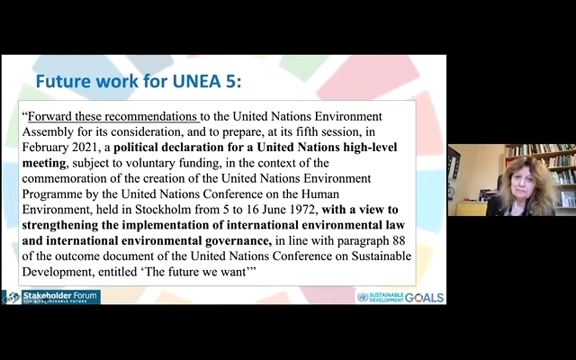 Future work for UNEA 5:
“Forward these recommendations to the United Nations Environment
Assembly for its consideration, and to prepare, at its fifth session, in
February 2021, a political declaration for a United Nations high-level
meeting, subject to voluntary funding, in the context of the
commemoration of the creation of the United Nations Environment
Programme by the United Nations Conference on the Human
Environment, held in Stockholm from 5 to 16 June 1972, with a view to
strengthening the implementation of international environmental law
and international environmental governance, in line with paragraph 88
of the outcome document of the United Nations Conference on Sustainable
Development, entitled ‘The future we want’”
Stakeholder Forum
SUSTAINABLE
DEVELOPMENT
GOALS